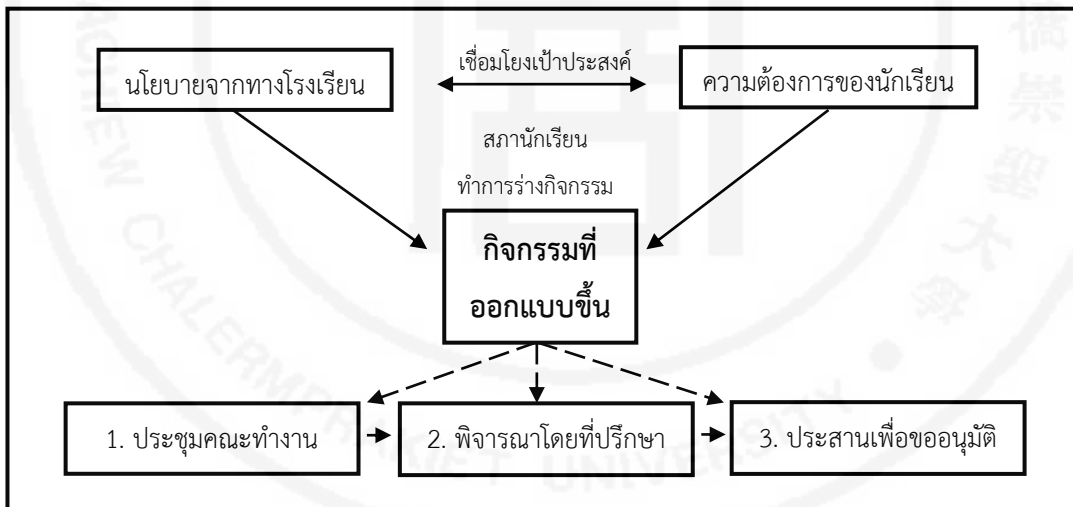 เชื่อมโยงเป้าประสงค์
นโยบายจากทางโรงเรียน
ความต้องการของนักเรียน
สภานักเรียน
ทำการร่างกิจกรรม
กิจกรรมที่
ออกแบบขึ้น
1. ประชุมคณะทำงาน
2. พิจารณาโดยที่ปรึกษา
3. ประสานเพื่อขออนุมัติ
CHALERMPRAKIET UNIVERSITY
僑崇聖大學